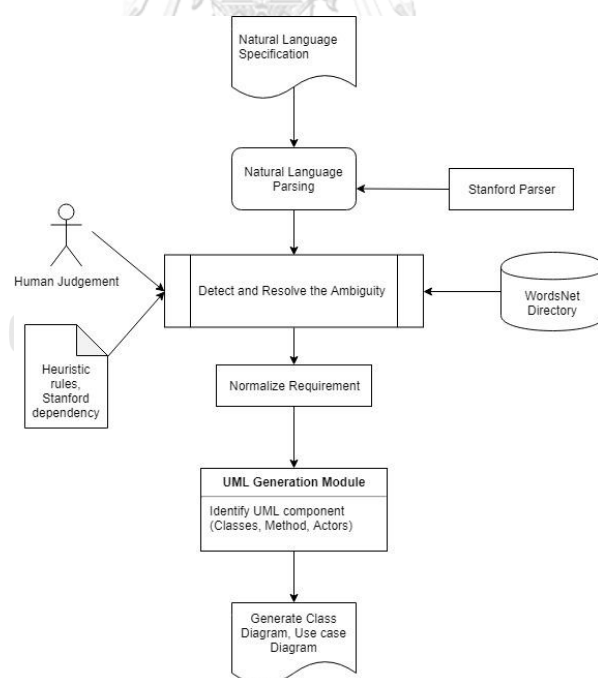 Natural Language
Specification
Natural Language
Parsing
Stanford Parser
Human Judgement
Detect and Resolve the Ambiguity
WordsNet
Directory
Heuristic
rules,
Stanford
dependency
Normalize Requirement
UML Generation Module
Identify UML component
(Classes, Method, Actors)
Generate Class
Diagram, Use case
Diagram